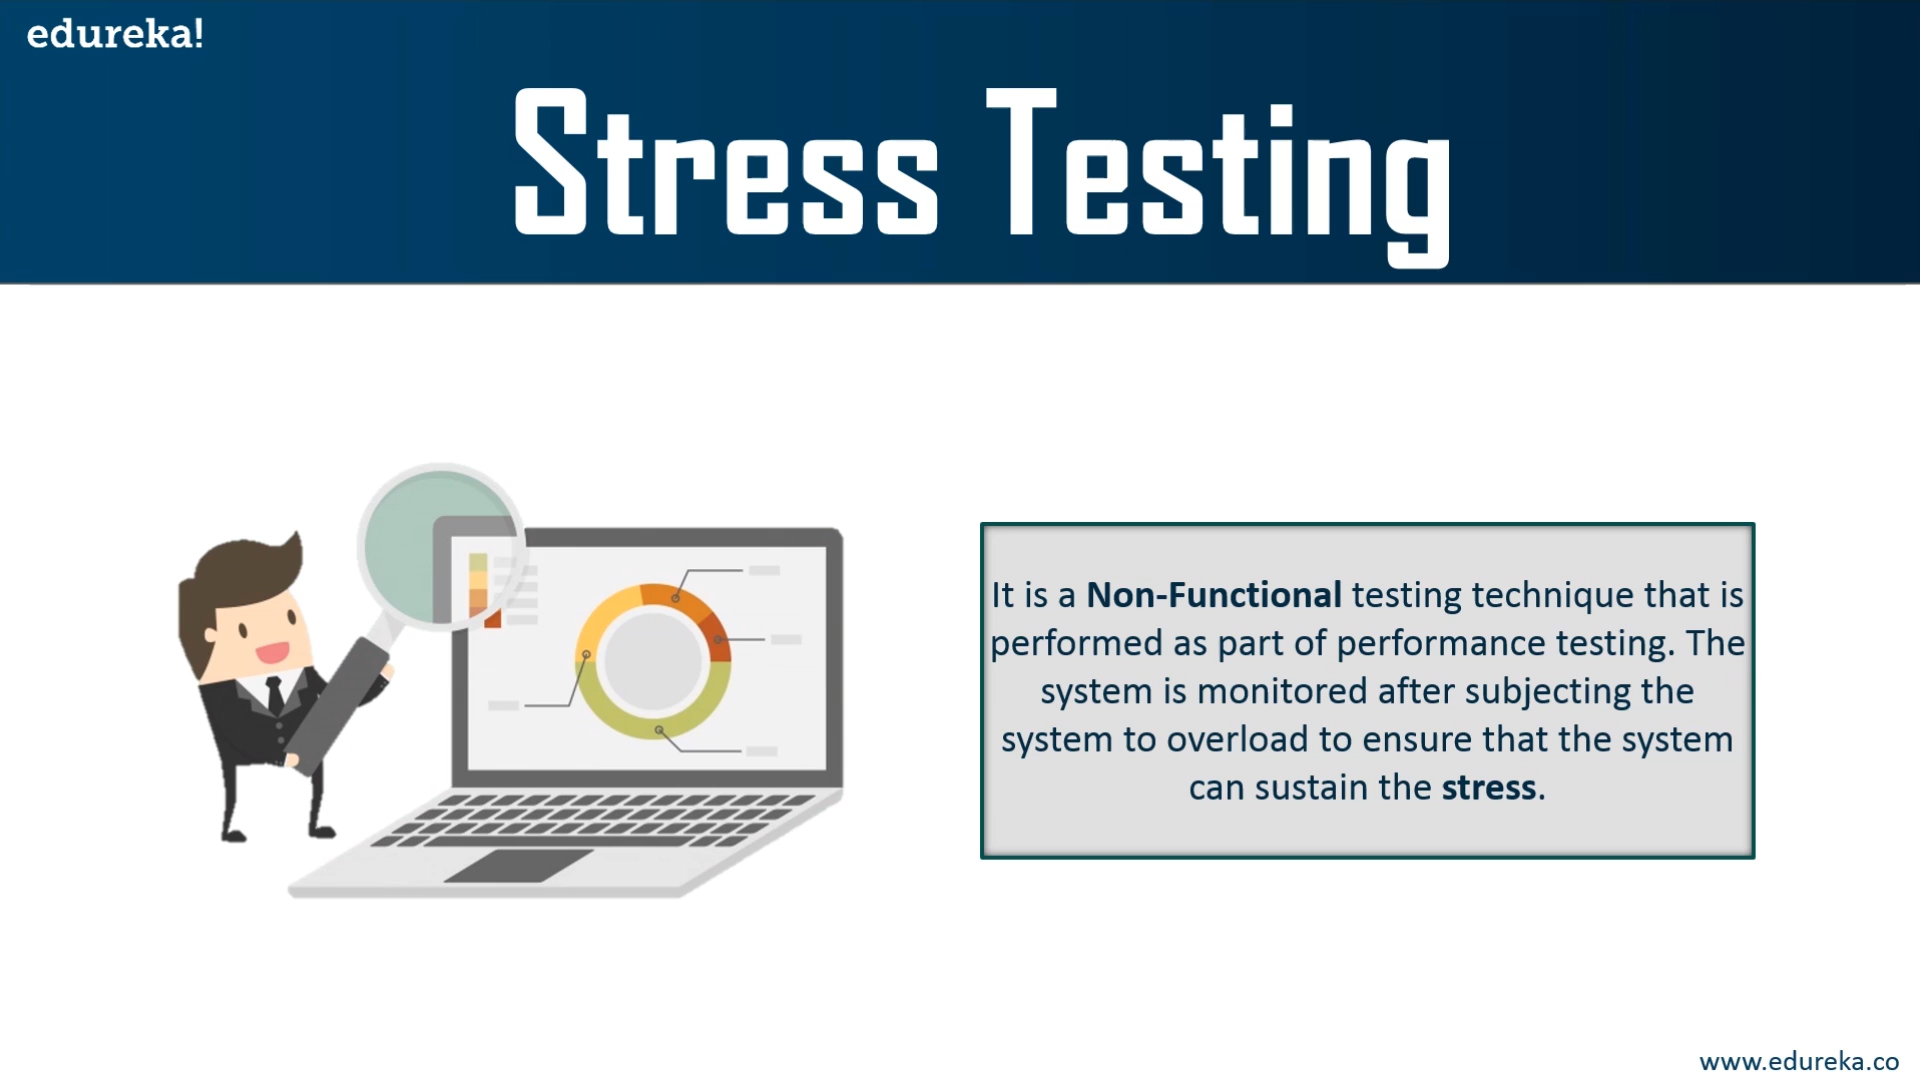 edureka!
Stress Testing
It is a Non-Functional testing technique that is
performed as part of performance testing. The
system is monitored after subjecting the
system to overload to ensure that the system
can sustain the stress.
www.edureka.co